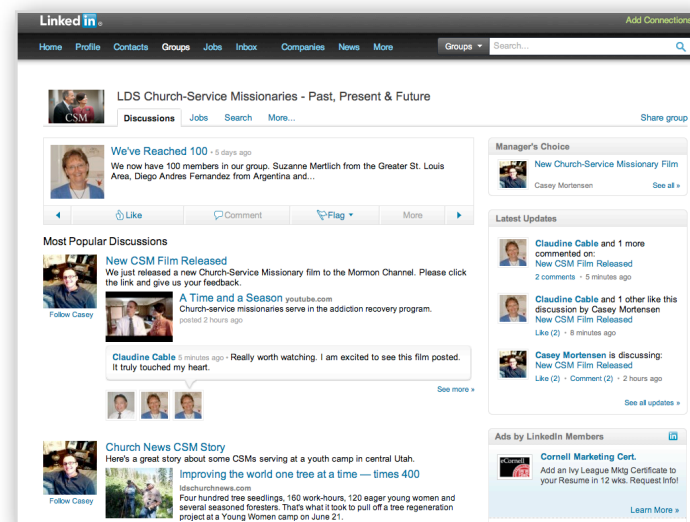 Linked in
Add Connections
Home Profile Contacts Groups Jobs Inbox Companies News More
Groups Search...
CSM
LDS Church-Service Missionaries - Past, Present & Future
Discussions Jobs Search More...
Share group
We've Reached 100 • 5 days ago
We now have 100 members in our group. Suzanne Mertlich from the Greater St. Louis
Area, Diego Andres Fernandez from Argentina and...
Like Comment Flag More
Most Popular Discussions
New CSM Film Released
We just released a new Church-Service Missionary film to the Mormon Channel. Please click
the link and give us your feedback.
Follow Casey
A Time and a Season youtube.com
Church-service missionaries serve in the addiction recovery program.
posted 2 hours ago
Claudine Cable 5 minutes ago • Really worth watching. I am excited to see this film posted.
It truly touched my heart.
See more »
Church News CSM Story
Here's a great story about some CSMs serving at a youth camp in central Utah.
Follow Casey
Improving the world one tree at a time — times 400
ldschurchnews.com
Four hundred tree seedlings, 160 work-hours, 120 eager young women and
several seasoned foresters. That's what it took to pull off a tree regeneration
project at a Young Women camp on June 21.
Manager's Choice
New Church-Service Missionary Film
Casey Mortensen See all »
Latest Updates
Claudine Cable and 1 more
commented on:
New CSM Film Released
2 comments • 5 minutes ago
Claudine Cable and 1 other like this
discussion by Casey Mortensen
New CSM Film Released
Like (2) • 8 minutes ago
Casey Mortensen is discussing:
New CSM Film Released
Like (2) • Comment (2) • 2 hours ago
See all updates »
Ads by LinkedIn Members in
eCornell
Cornell Marketing Cert.
Add an Ivy League Mktg Certificate to
your Resume in 12 wks. Request Info!
Learn More »